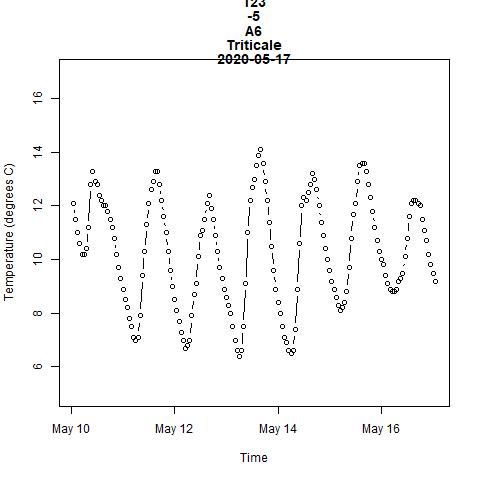 123
-5
A6
Triticale
2020-05-17
16
14
12
10
8
6
Temperature (degrees C)
May 10
May 12
May 14
May 16
Time